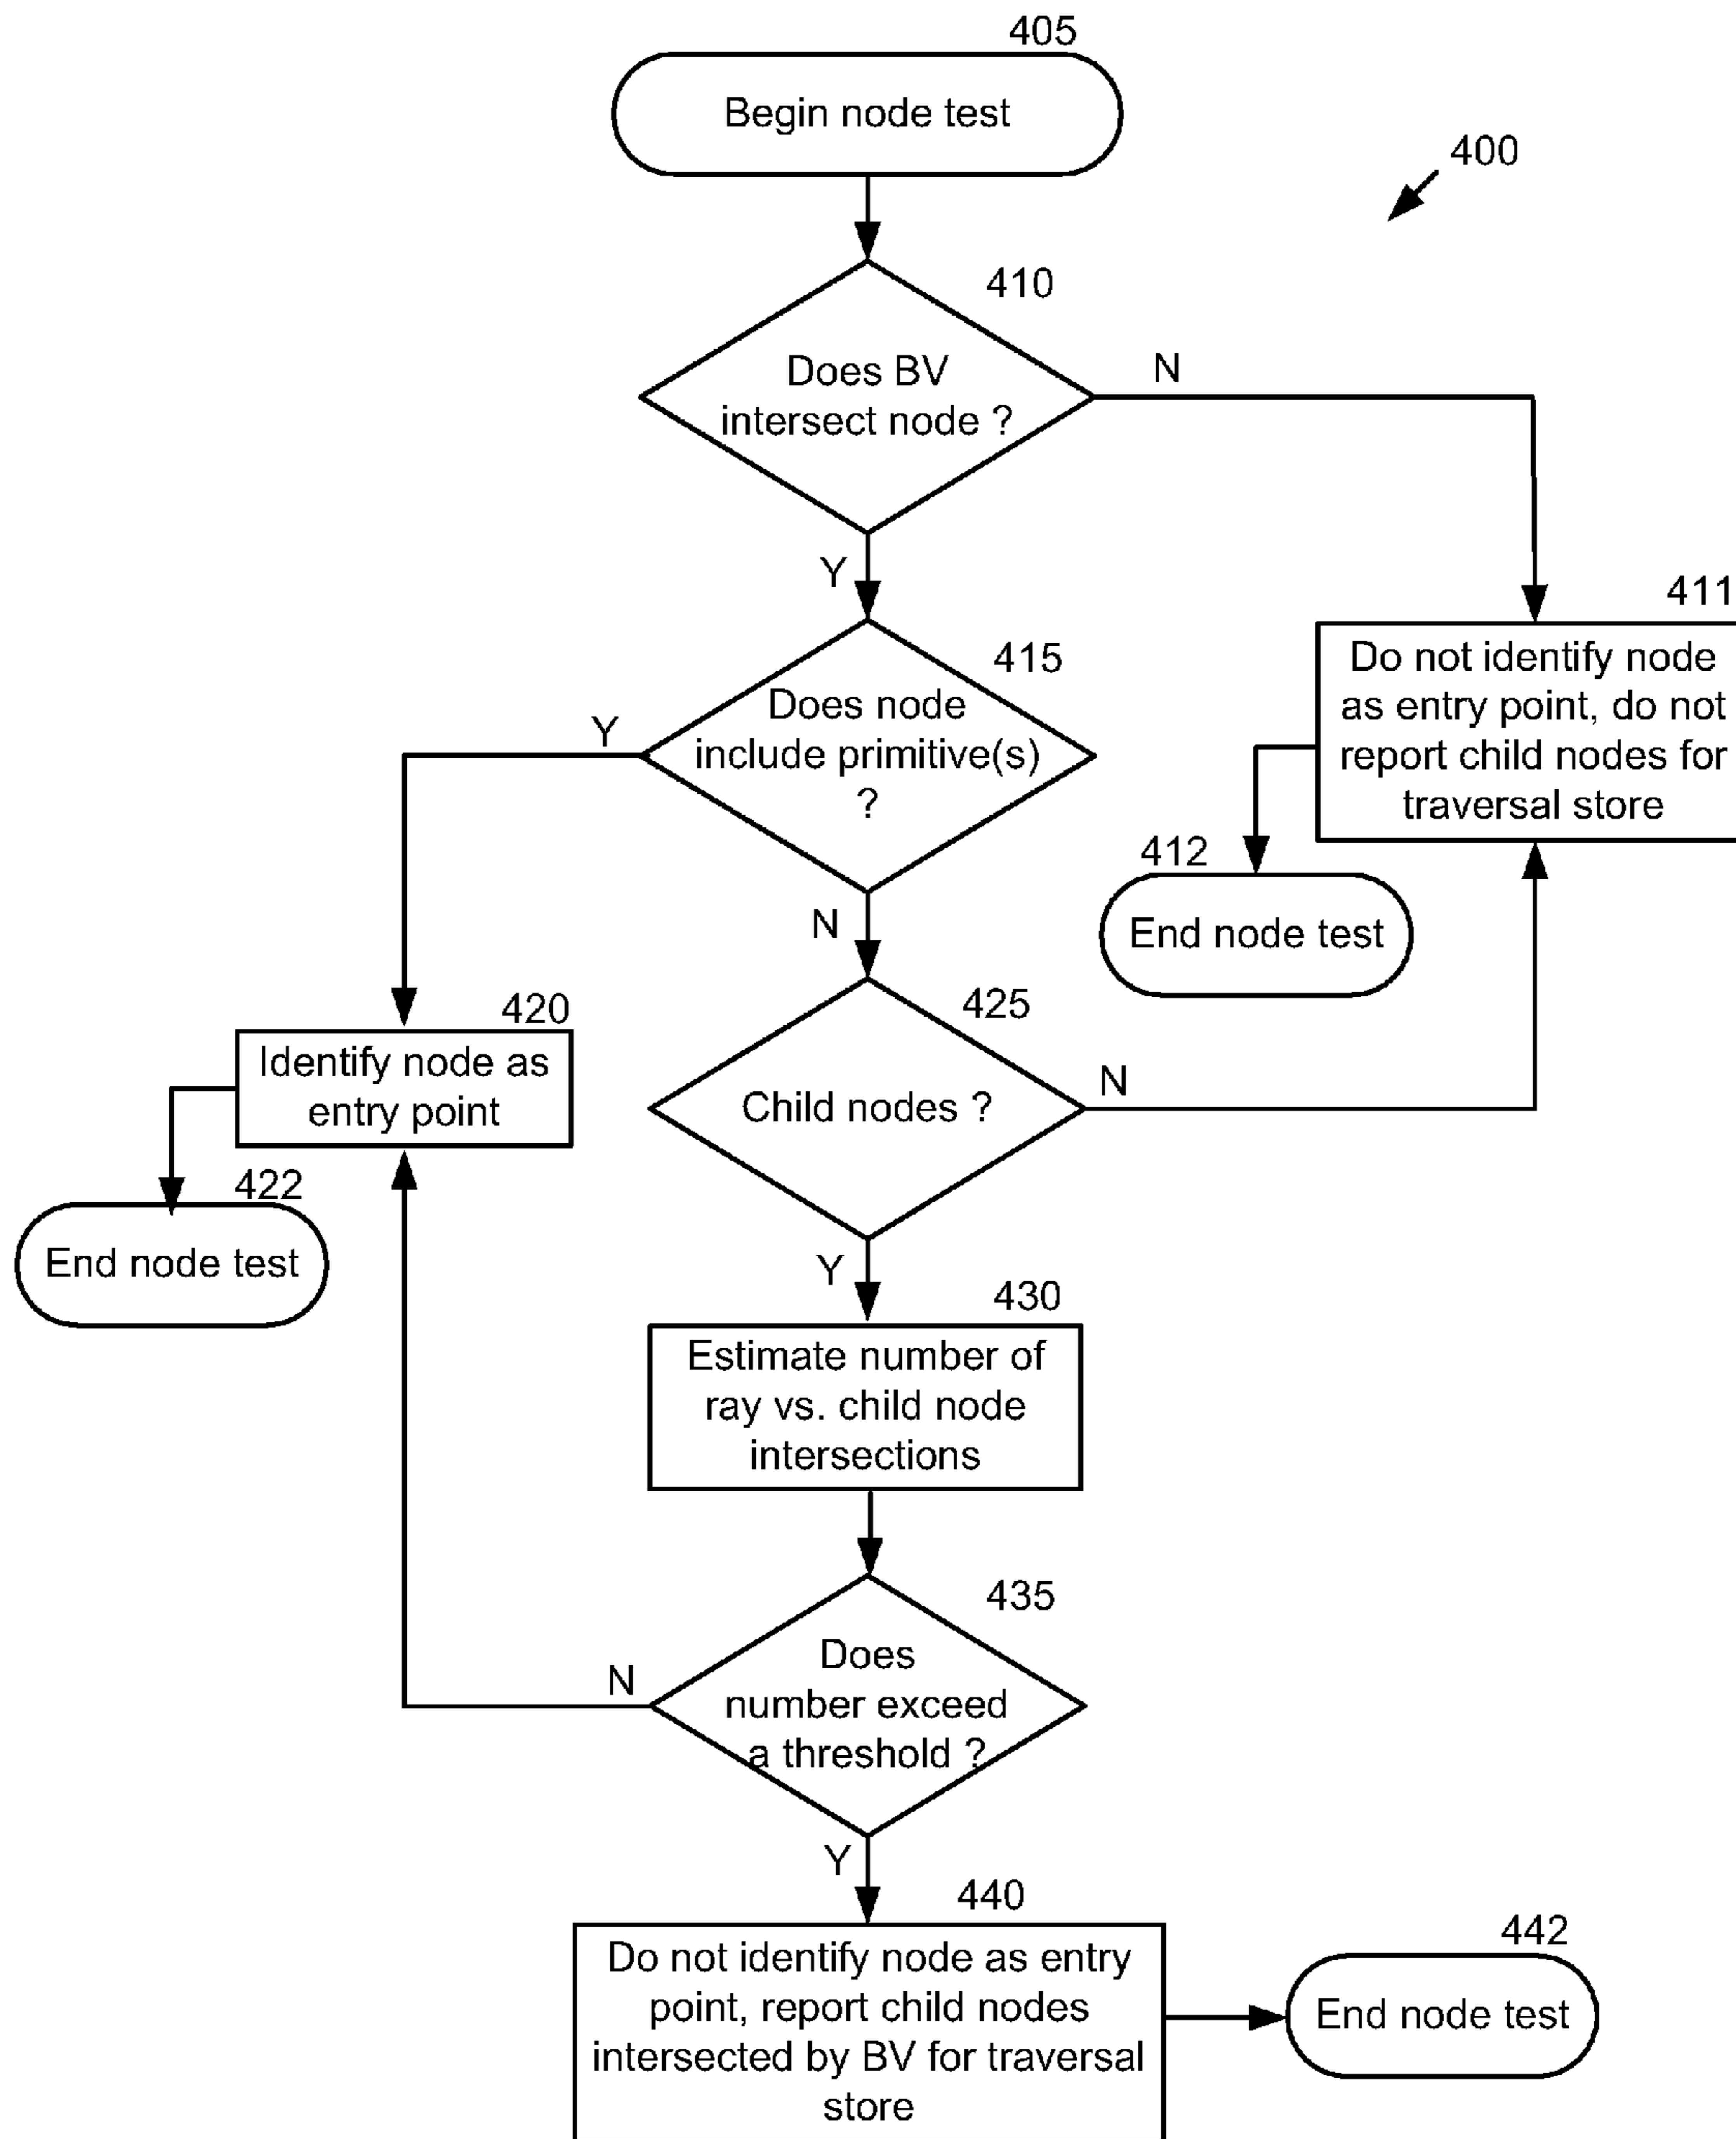 405
Begin node test
400
410
Does BV
intersect node ?
N
Y
411
Do not identify node
as entry point, do not
report child nodes for
traversal store
415
Does node
include primitive(s)
?
Y
N
412
End node test
420
Identify node as
entry point
425
Child nodes ?
N
Y
422
End node test
430
Estimate number of
ray vs. child node
intersections
435
Does
number exceed
a threshold ?
N
Y
440
Do not identify node as entry
point, report child nodes
intersected by BV for traversal
store
442
End node test